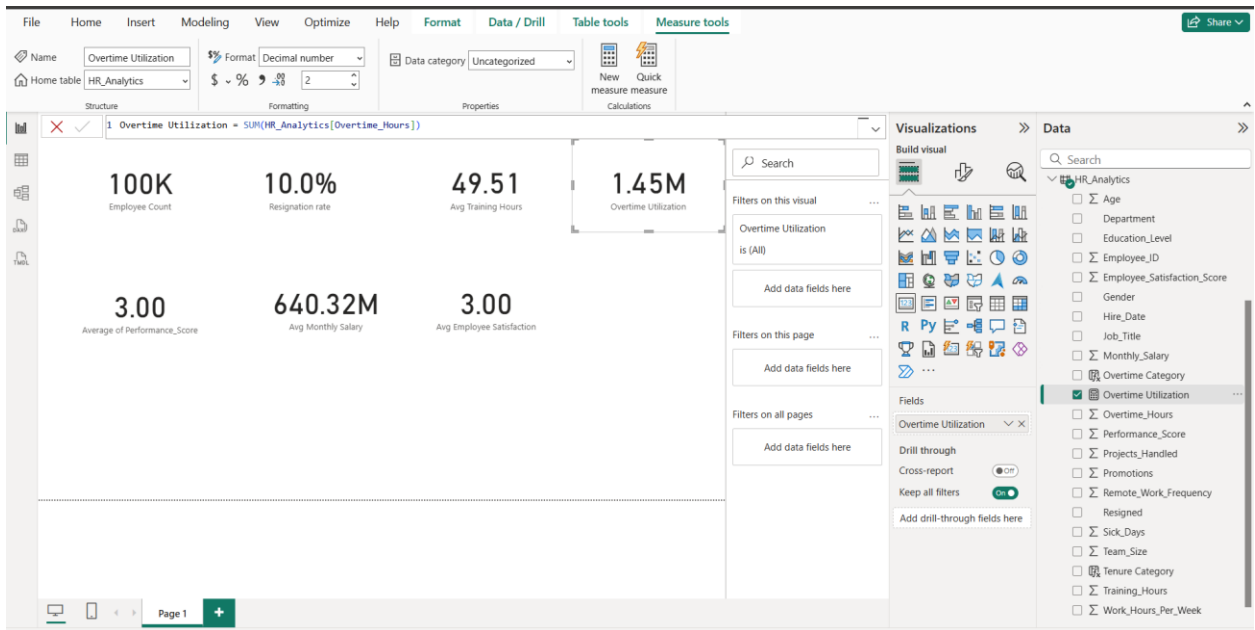 File Home Insert Modeling View Optimize Help Format Data / Drill Table tools Measure tools Share
Name Overtime Utilization $% Format Decimal number Data category Uncategorized New measure Quick measure
Home table HR_Analytics $ % 2
Structure Formatting Properties Calculations
1 Overtime Utilization = SUM(HR_Analytics[Overtime_Hours])
100K
Employee Count
10.0%
Resignation rate
49.51
Avg Training Hours
1.45M
Overtime Utilization
3.00
Average of Performance_Score
640.32M
Avg Monthly Salary
3.00
Avg Employee Satisfaction
Search
Filters on this visual ...
Overtime Utilization
is (All)
Add data fields here
Filters on this page ...
Add data fields here
Filters on all pages ...
Add data fields here
Visualizations
Build visual
123
R Py
...
Fields
Overtime Utilization
Drill through
Cross-report Off
Keep all filters On
Add drill-through fields here
Data
Search
HR_Analytics
Age
Department
Education_Level
Employee_ID
Employee_Satisfaction_Score
Gender
Hire_Date
Job_Title
Monthly_Salary
Overtime Category
Overtime Utilization ...
Overtime_Hours
Performance_Score
Projects_Handled
Promotions
Remote_Work_Frequency
Resigned
Sick_Days
Team_Size
Tenure Category
Training_Hours
Work_Hours_Per_Week
Page 1 +